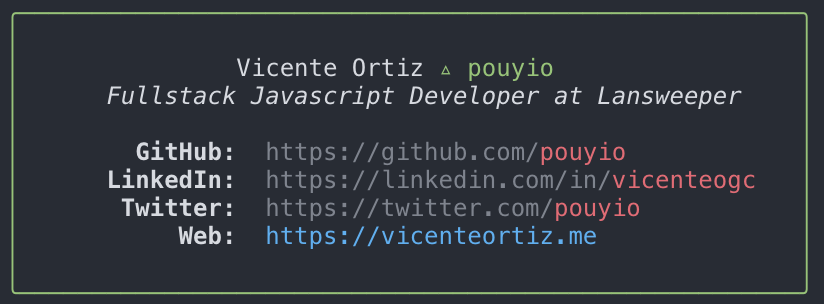 Vicente Ortiz ▵ pouyio
Fullstack Javascript Developer at Lansweeper
GitHub: https://github.com/pouyio
LinkedIn: https://linkedin.com/in/vicenteogc
Twitter: https://twitter.com/pouyio
Web: https://vicenteortiz.me